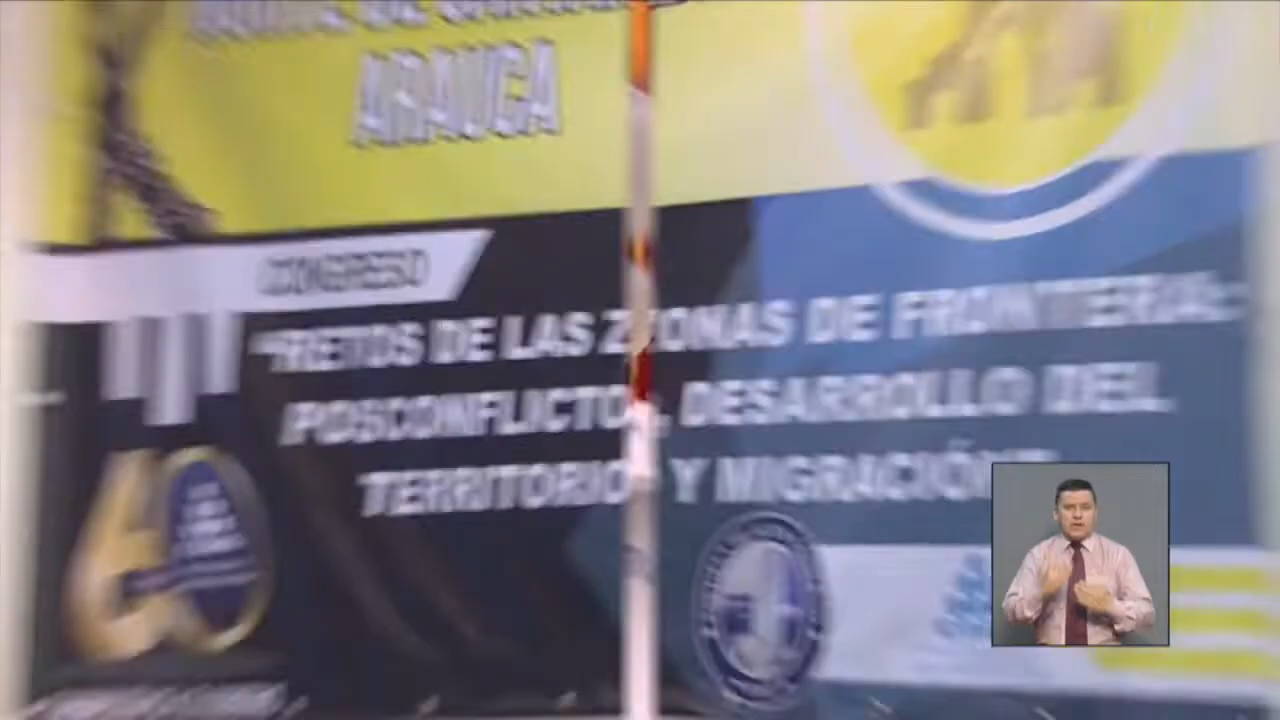 ARAUCA
CONGRESO
"RETOS DE LAS ZONAS DE FRONTERA:
POSCONFLICTO, DESARROLLO DEL
TERRITORIO Y MIGRACIÓN"